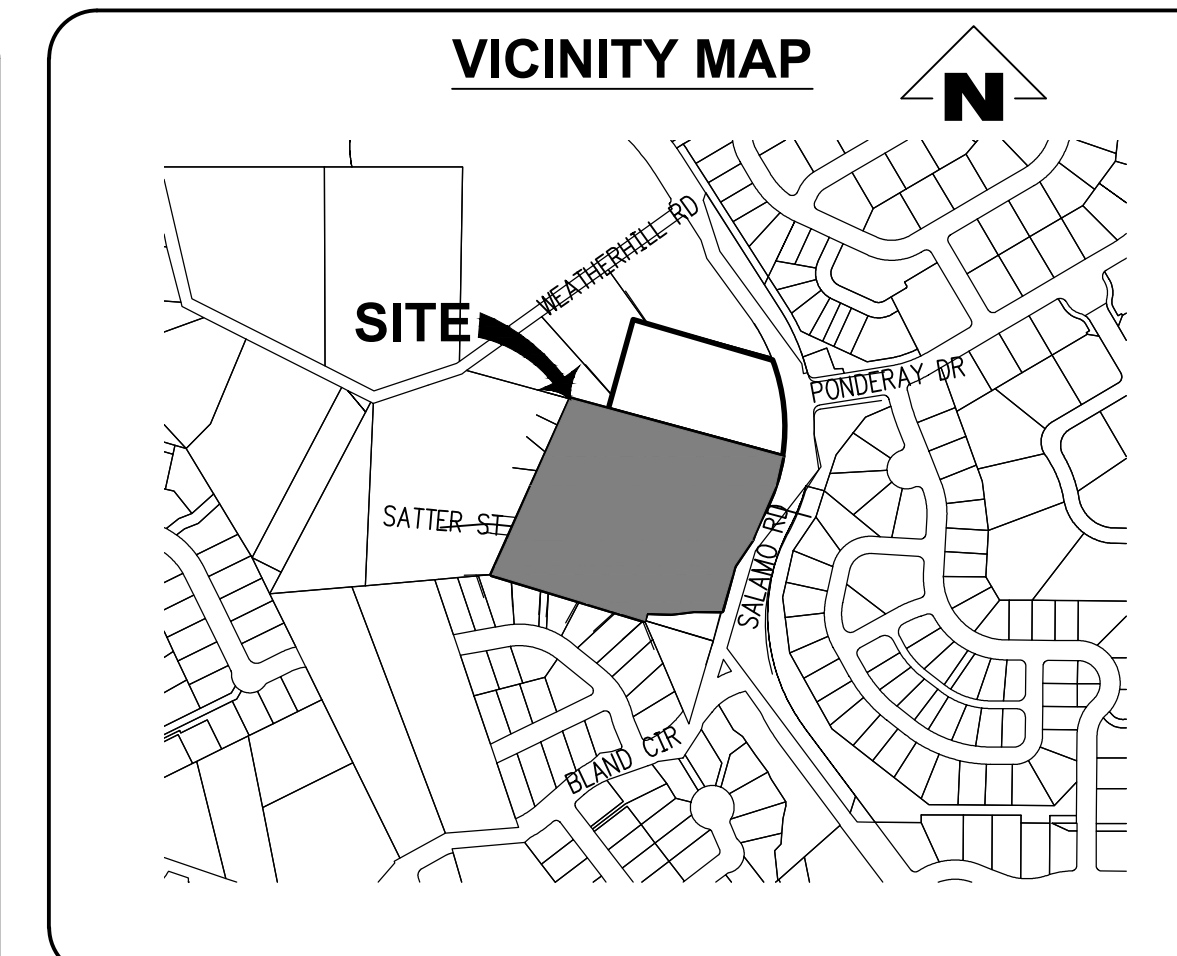 VICINITY MAP
N
WEATHERHILL RD
SITE
PONDERAY DR
SATTER ST
SALAMO RD
BLAND CIR